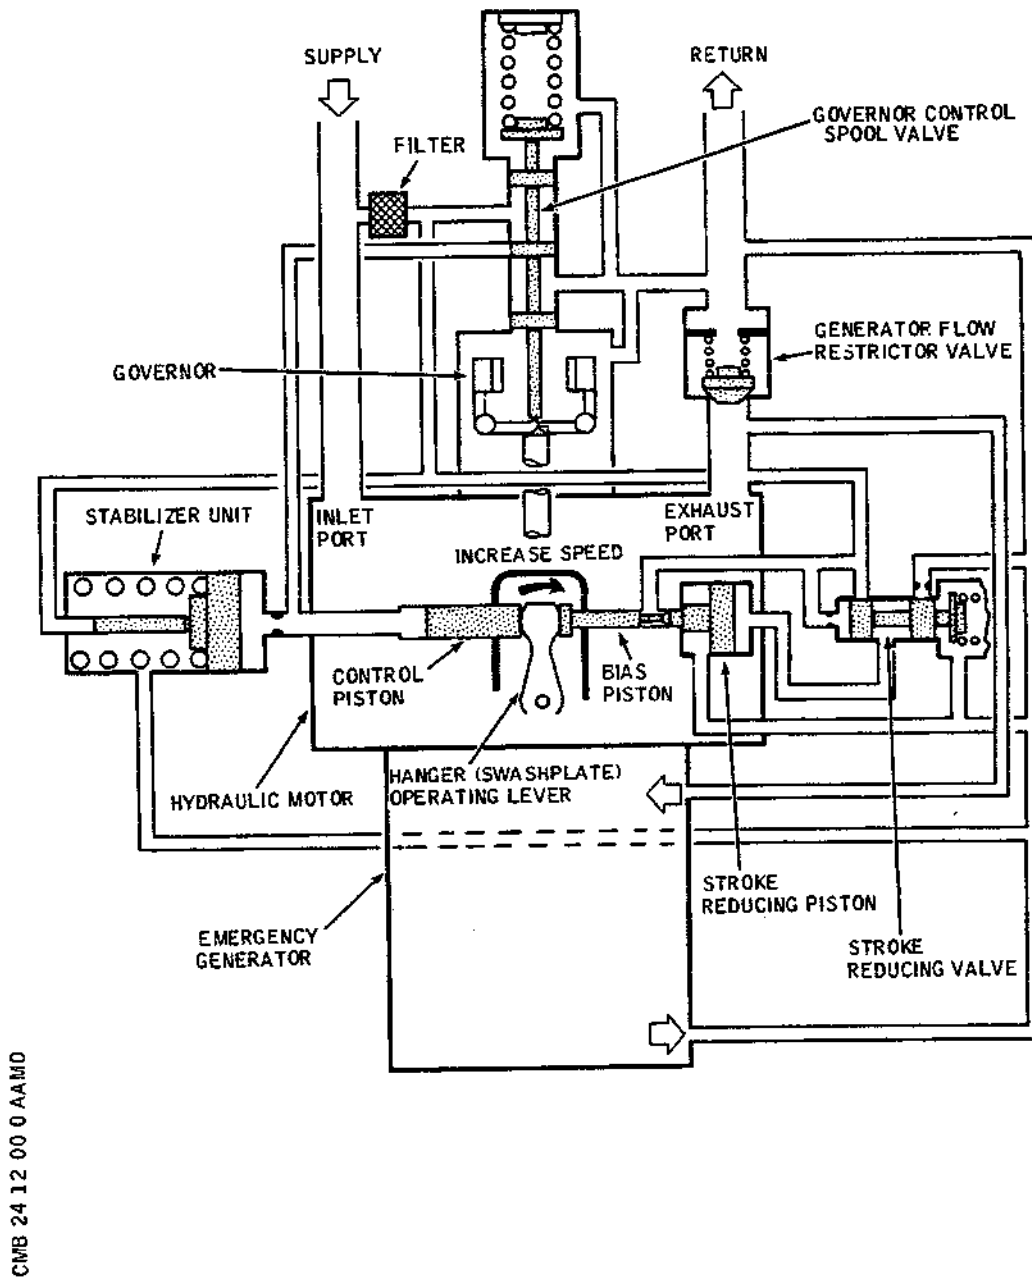 SUPPLY
RETURN
GOVERNOR CONTROL
SPOOL VALVE
FILTER
GENERATOR FLOW
RESTRICTOR VALVE
GOVERNOR
STABILIZER UNIT
INLET
PORT
EXHAUST
PORT
INCREASE SPEED
CONTROL
PISTON
BIAS
PISTON
HANGER (SWASHPLATE)
OPERATING LEVER
HYDRAULIC MOTOR
STROKE
REDUCING PISTON
EMERGENCY
GENERATOR
STROKE
REDUCING VALVE
CMB 24 12 00 0 AAM0